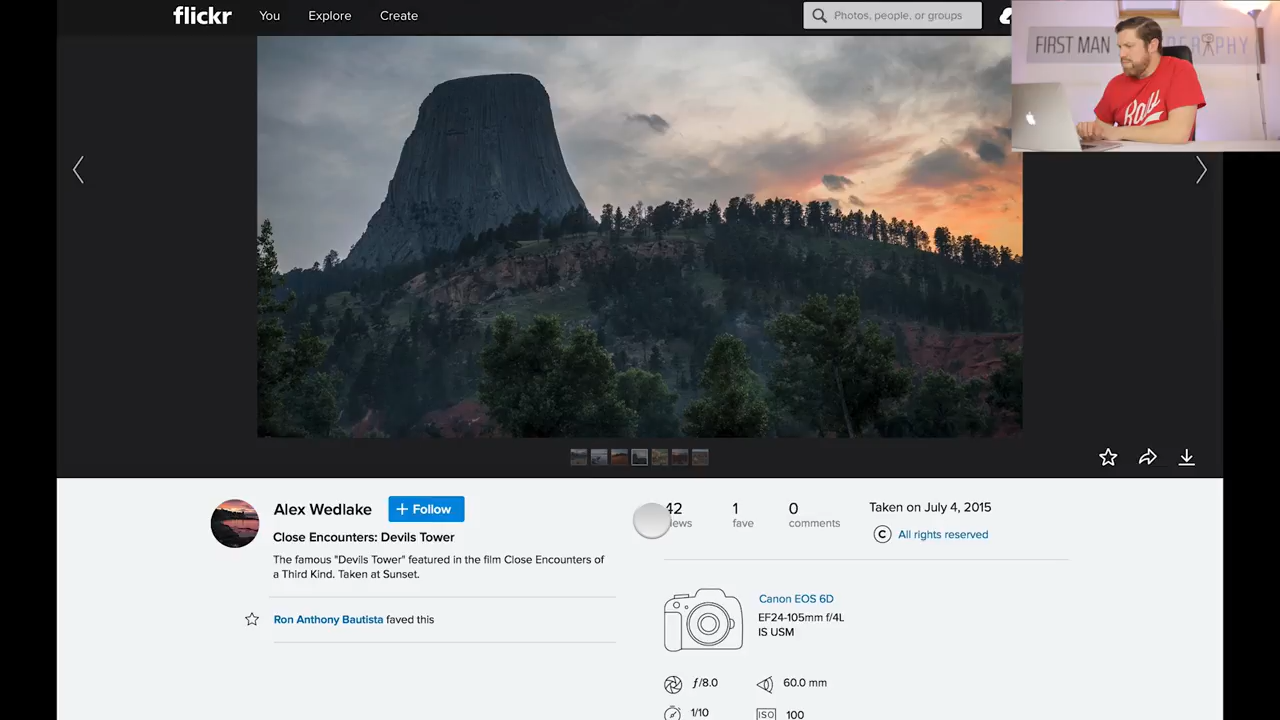 flickr You Explore Create Photos, people, or groups
FIRST MAN
Alex Wedlake + Follow
Close Encounters: Devils Tower
The famous "Devils Tower" featured in the film Close Encounters of
a Third Kind. Taken at Sunset.
Ron Anthony Bautista faved this
42 1 0
fave comments
Taken on July 4, 2015
© All rights reserved
Canon EOS 6D
EF24-105mm f/4L
IS USM
ƒ/8.0 60.0 mm
1/10 ISO 100